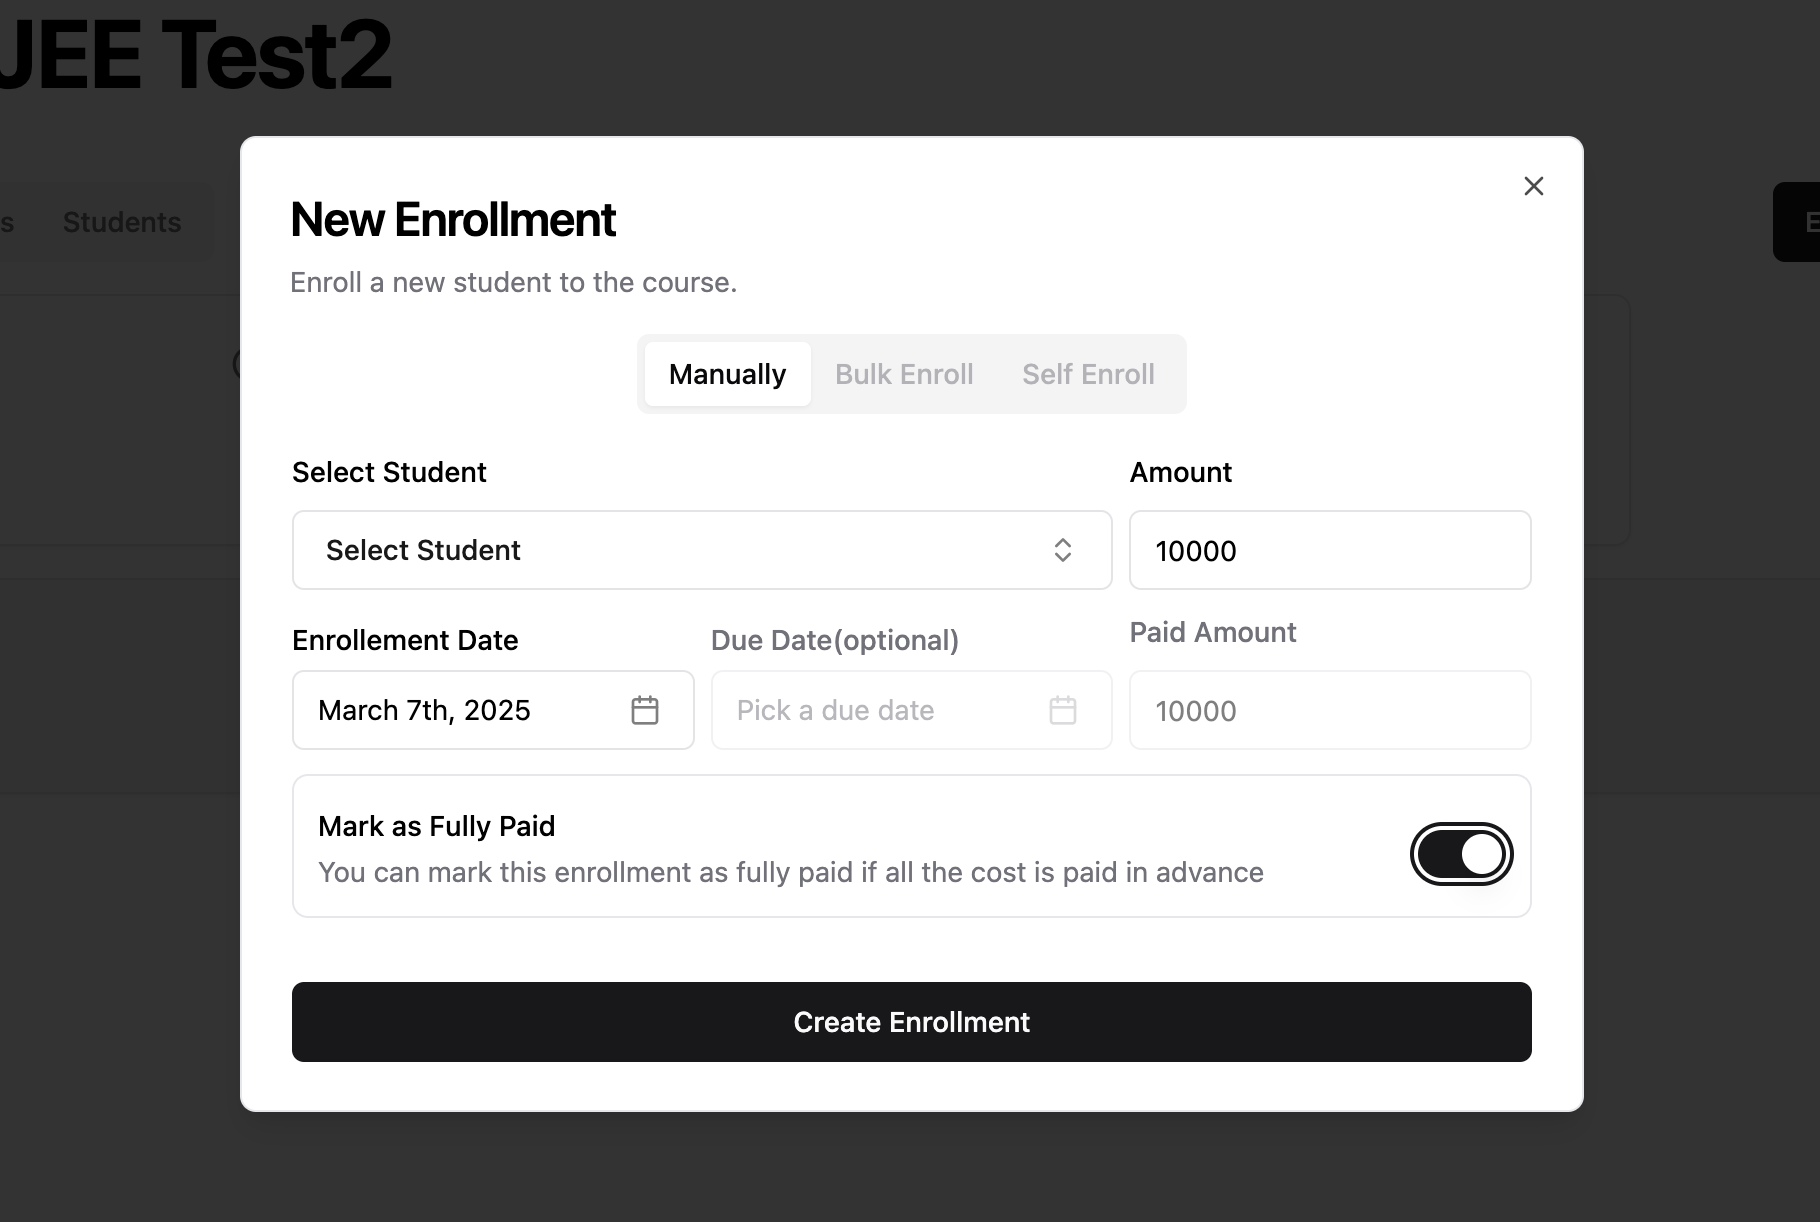 JEE Test2
s
Students
E
New Enrollment
Enroll a new student to the course.
Manually
Bulk Enroll
Self Enroll
Select Student
Amount
Select Student
10000
Enrollement Date
Due Date(optional)
Paid Amount
March 7th, 2025
Pick a due date
10000
Mark as Fully Paid
You can mark this enrollment as fully paid if all the cost is paid in advance
Create Enrollment